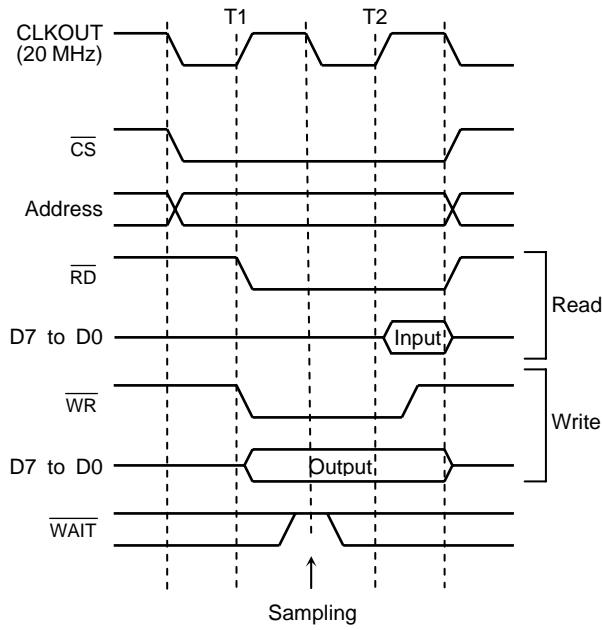 T1 T2
CLKOUT
(20 MHz)
CS
Address
RD
Read
D7 to D0 Input
WR
Write
D7 to D0 Output
WAIT
Sampling